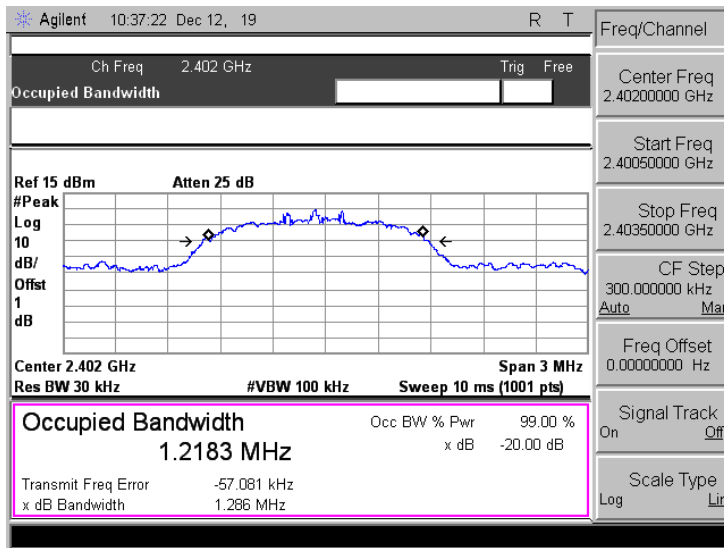 Agilent 10:37:22 Dec 12, 19 R T
Ch Freq 2.402 GHz Trig Free
Occupied Bandwidth
Ref 15 dBm Atten 25 dB
#Peak
Log
10
dB/
Offst
1
dB
Center 2.402 GHz Span 3 MHz
Res BW 30 kHz #VBW 100 kHz Sweep 10 ms (1001 pts)
Occupied Bandwidth Occ BW % Pwr 99.00 %
1.2183 MHz x dB -20.00 dB
Transmit Freq Error -57.081 kHz
x dB Bandwidth 1.286 MHz
Freq/Channel
Center Freq
2.40200000 GHz
Start Freq
2.40050000 GHz
Stop Freq
2.40350000 GHz
CF Step
300.000000 kHz
Auto Mar
Freq Offset
0.00000000 Hz
Signal Track
On Off
Scale Type
Log Lin